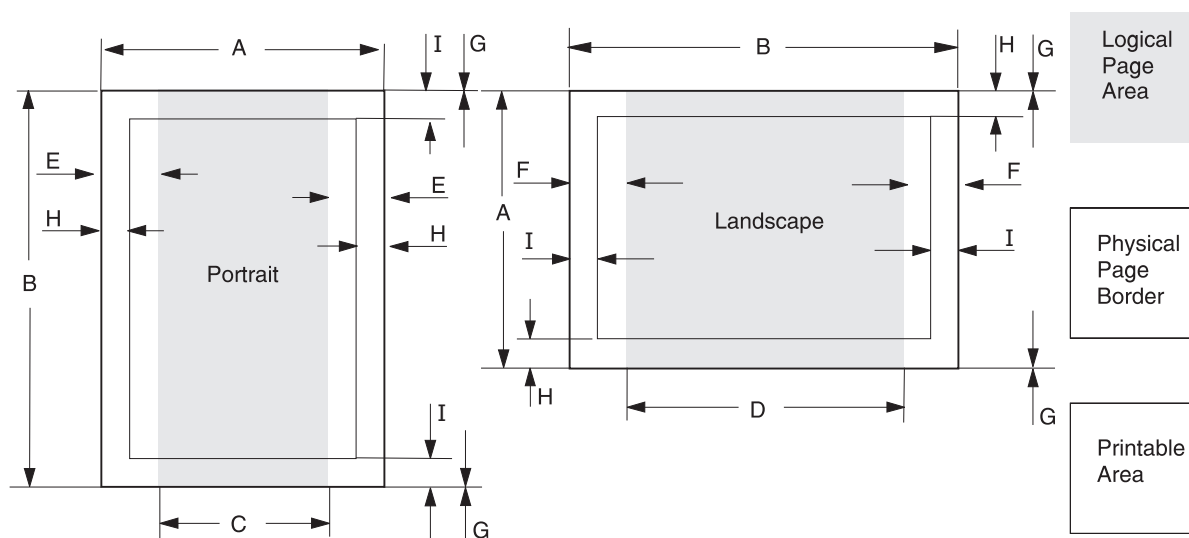 A
I
G
E
E
H
H
B
Portrait
I
C
G
B
H
G
F
F
A
Landscape
I
I
H
D
G
Logical
Page
Area
Physical
Page
Border
Printable
Area